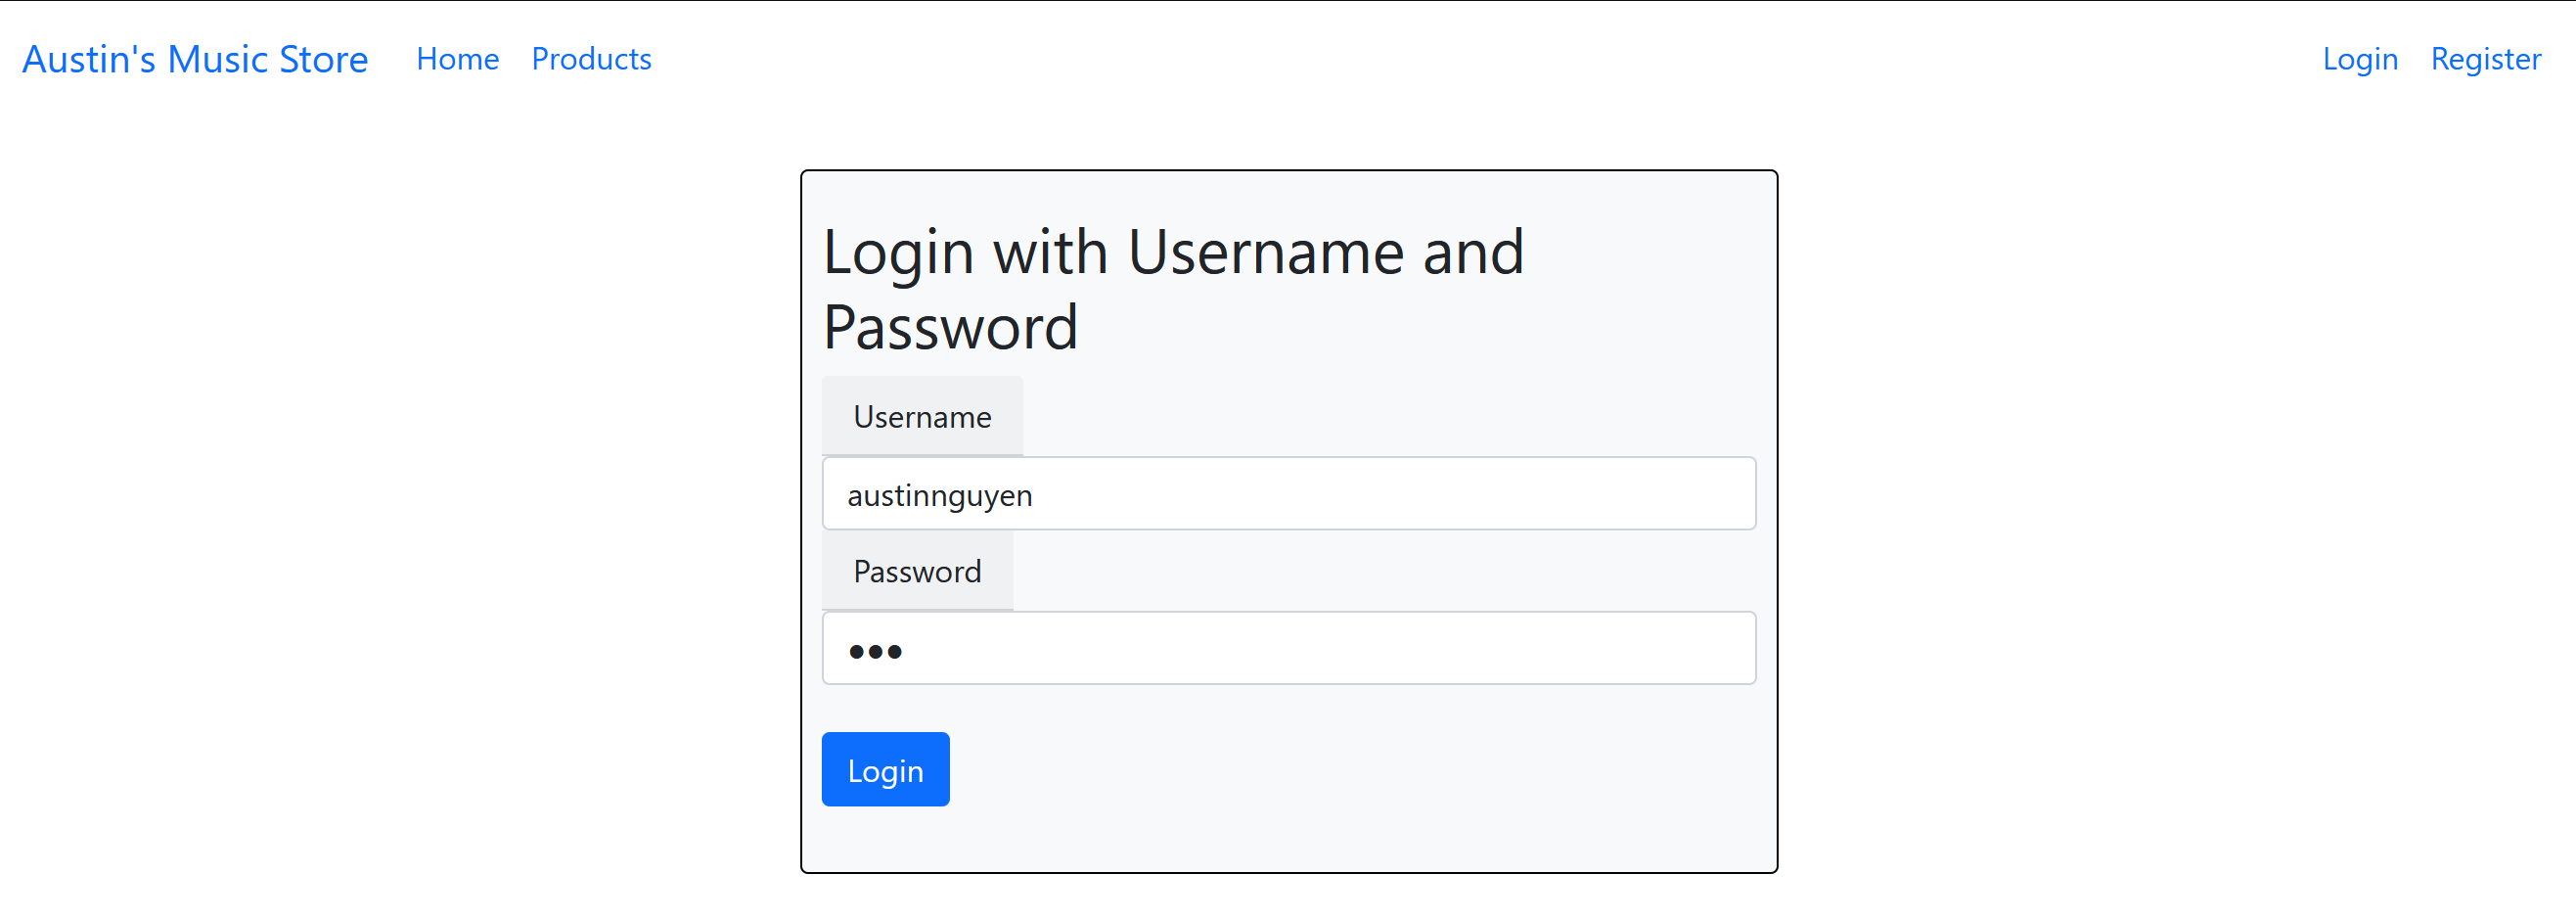 Austin's Music Store Home Products Login Register
Login with Username and
Password
Username
austinnguyen
Password
•••
Login